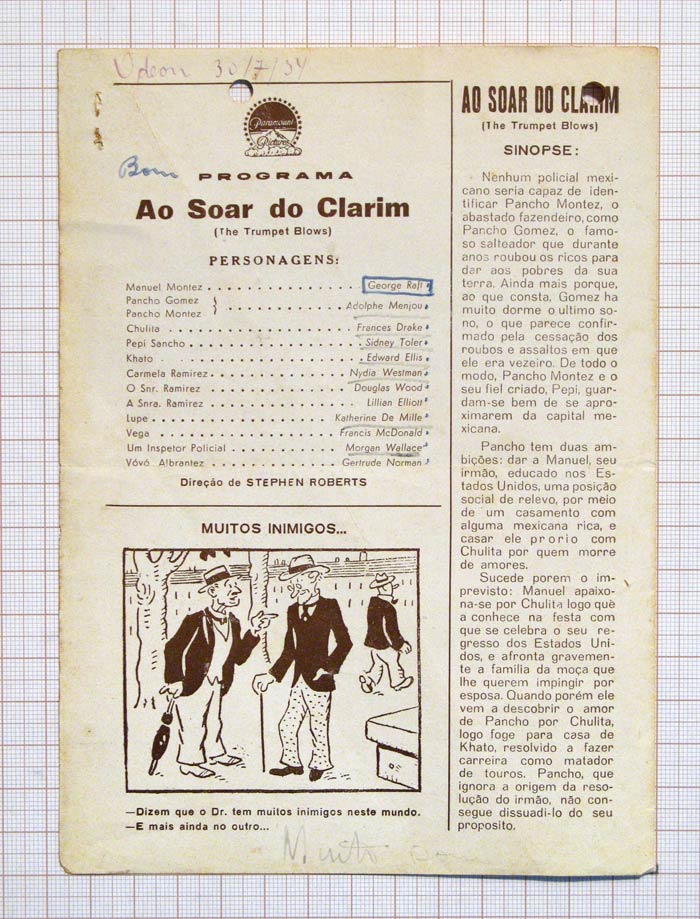 Odeon 30/7/34
Paramount
Pictures
Bom
PROGRAMA
Ao Soar do Clarim
(The Trumpet Blows)
PERSONAGENS:
Manuel Montez . . . . . . . . . . . . . . George Raft
Pancho Gomez
Pancho Montez } . . . . . . . . . . . Adolphe Menjou
Chulita . . . . . . . . . . . . . . . . Frances Drake
Pepi Sancho . . . . . . . . . . . . . . Sidney Toler
Khato . . . . . . . . . . . . . . . . . Edward Ellis
Carmela Ramirez . . . . . . . . . . . . Nydia Westman
O Snr. Ramirez . . . . . . . . . . . . Douglas Wood
A Snra. Ramirez . . . . . . . . . . . . Lillian Elliott
Lupe . . . . . . . . . . . . . . . . Katherine De Mille
Vega . . . . . . . . . . . . . . . . Francis McDonald
Um Inspetor Policial . . . . . . . . . . Morgan Wallace
Vóvó Albrantez . . . . . . . . . . . . Gertrude Norman
Direção de STEPHEN ROBERTS
MUITOS INIMIGOS...
—Dizem que o Dr. tem muitos inimigos neste mundo.
—E mais ainda no outro...
Muito
AO SOAR DO CLARIM
(The Trumpet Blows)
SINOPSE:
Nenhum policial mexi-
cano seria capaz de iden-
tificar Pancho Montez, o
abastado fazendeiro, como
Pancho Gomez, o famo-
so salteador que durante
anos roubou os ricos para
dar aos pobres da sua
terra. Ainda mais porque,
ao que consta, Gomez ha
muito dorme o ultimo so-
no, o que parece confir-
mado pela cessação dos
roubos e assaltos em que
ele era vezeiro. De todo o
modo, Pancho Montez e o
seu fiel criado, Pepi, guar-
dam-se bem de se apro-
ximarem da capital me-
xicana.
Pancho tem duas am-
bições: dar a Manuel, seu
irmão, educado nos Es-
tados Unidos, uma posição
social de relevo, por meio
de um casamento com
alguma mexicana rica, e
casar ele prorio com
Chulita por quem morre
de amores.
Sucede porem o im-
previsto: Manuel apaixo-
na-se por Chulita logo què
a conhece na festa com
que se celebra o seu re-
gresso dos Estados Uni-
dos, e afronta gravemen-
te a familia da moça que
lhe querem impingir por
esposa. Quando porém ele
vem a descobrir o amor
de Pancho por Chulita,
logo foge para casa de
Khato, resolvido a fazer
carreira como matador
de touros. Pancho, que
ignora a origem da reso-
lução do irmão, não con-
segue dissuadi-lo do seu
proposito.